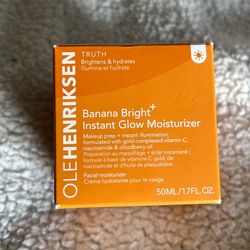 OLEHENRIKSEN
TRUTH
Brightens & hydrates
Illumine et hydrate
Banana Bright+
Instant Glow Moisturizer
Makeup prep + instant illumination;
formulated with gold complexed vitamin C,
niacinamide & cloudberry oil
Préparation au maquillage + éclat instantané :
formule à base de vitamine C gold, de
niacinamide et d'huile de plaquebière.
Facial moisturizer
Crème hydratante pour le visage
50ML/1.7FL. OZ.